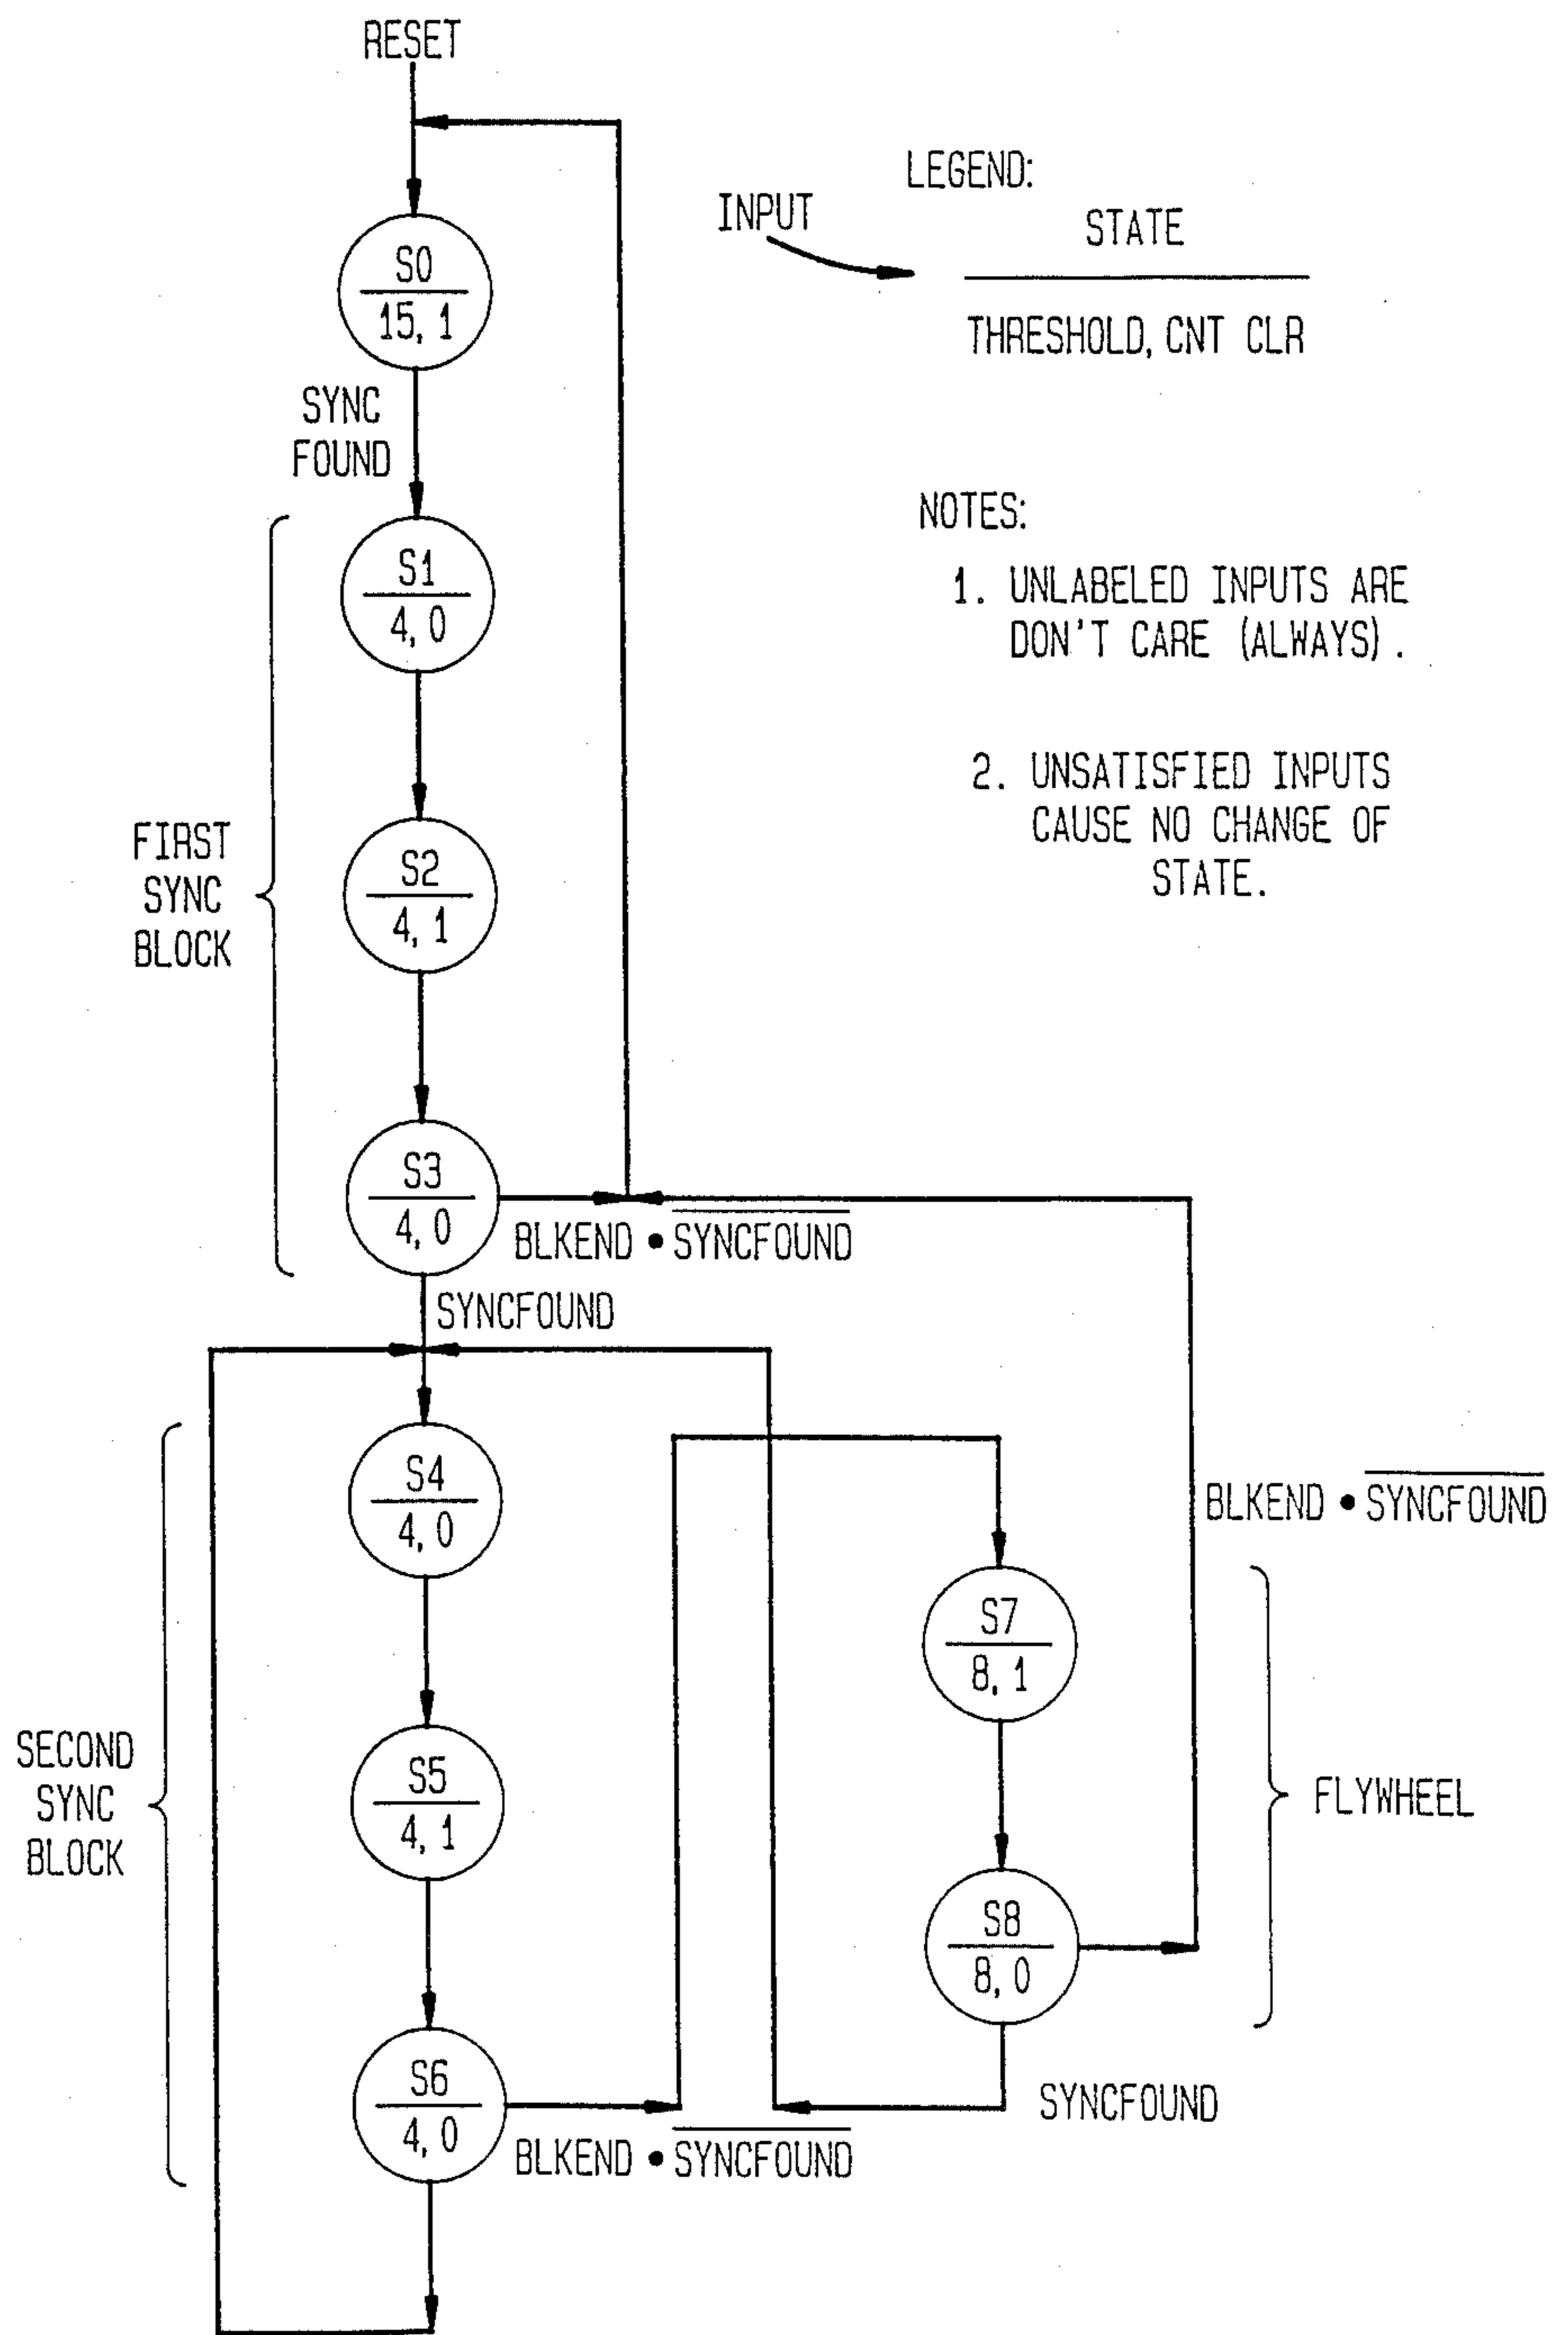 RESET
LEGEND:
INPUT
STATE
THRESHOLD, CNT CLR
S0
15, 1
SYNC
FOUND
NOTES:
1. UNLABELED INPUTS ARE
DON'T CARE (ALWAYS).
2. UNSATISFIED INPUTS
CAUSE NO CHANGE OF
STATE.
S1
4, 0
FIRST
SYNC
BLOCK
S2
4, 1
S3
4, 0
BLKEND • SYNCFOUND
SYNCFOUND
S4
4, 0
BLKEND • SYNCFOUND
S7
8, 1
SECOND
SYNC
BLOCK
S5
4, 1
FLYWHEEL
S8
8, 0
S6
4, 0
SYNCFOUND
BLKEND • SYNCFOUND